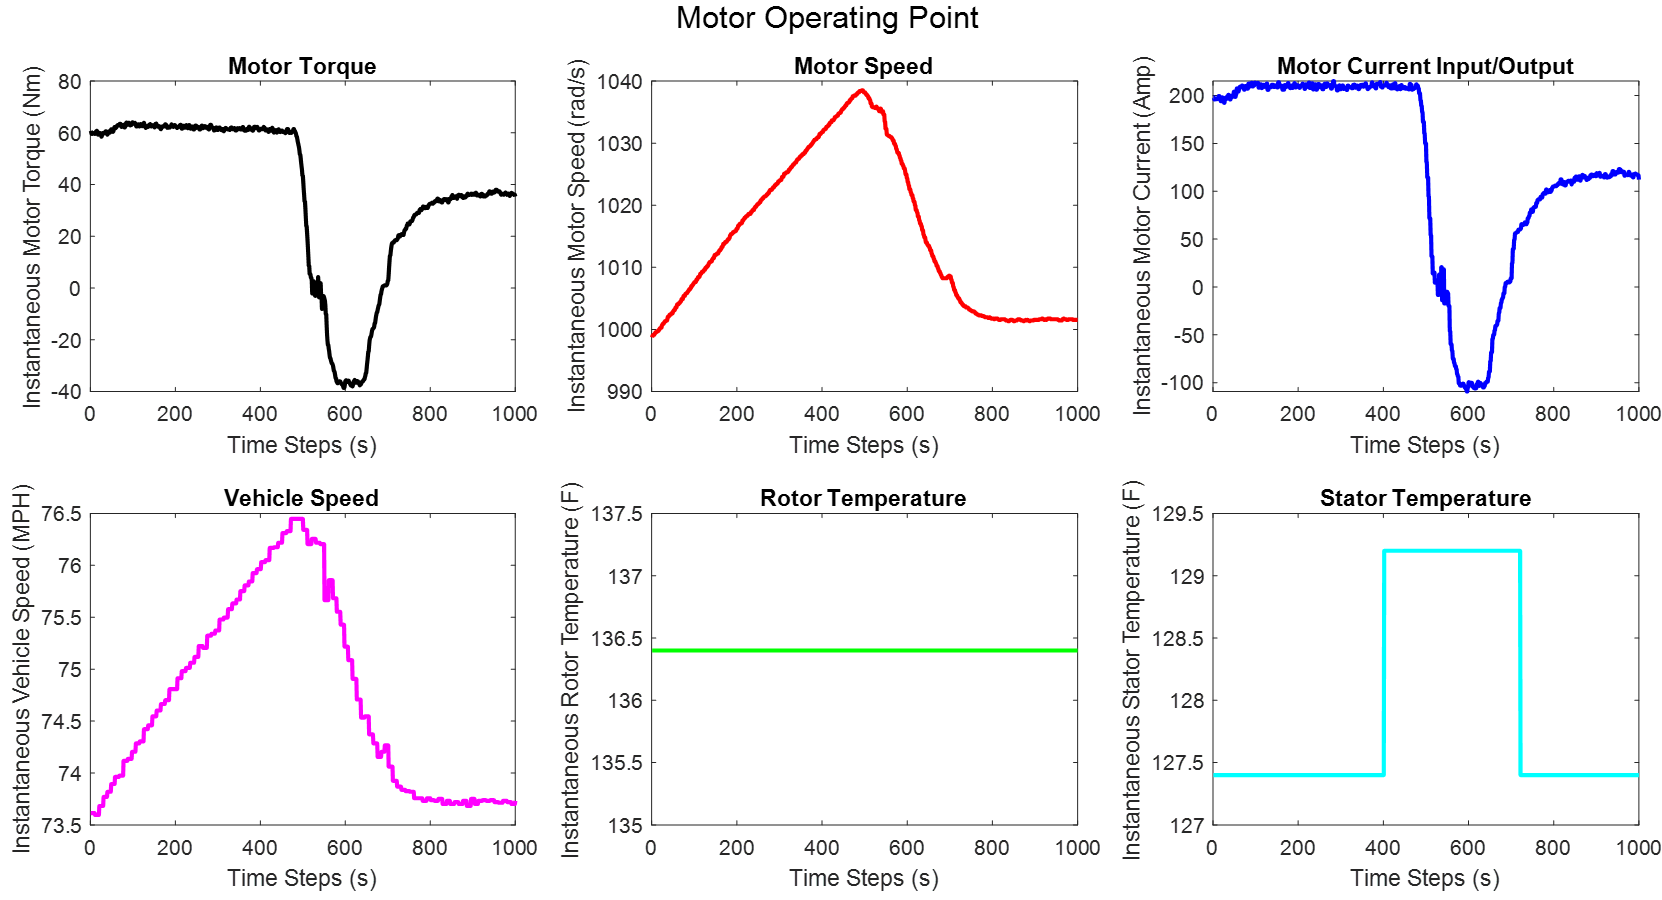 Motor Operating Point
Motor Torque
Instantaneous Motor Torque (Nm)
80
60
40
20
0
-20
-40
0 200 400 600 800 1000
Time Steps (s)
Motor Speed
Instantaneous Motor Speed (rad/s)
1040
1030
1020
1010
1000
990
0 200 400 600 800 1000
Time Steps (s)
Motor Current Input/Output
Instantaneous Motor Current (Amp)
200
150
100
50
0
-50
-100
0 200 400 600 800 1000
Time Steps (s)
Vehicle Speed
Instantaneous Vehicle Speed (MPH)
76.5
76
75.5
75
74.5
74
73.5
0 200 400 600 800 1000
Time Steps (s)
Rotor Temperature
Instantaneous Rotor Temperature (F)
137.5
137
136.5
136
135.5
135
0 200 400 600 800 1000
Time Steps (s)
Stator Temperature
Instantaneous Stator Temperature (F)
129.5
129
128.5
128
127.5
127
0 200 400 600 800 1000
Time Steps (s)